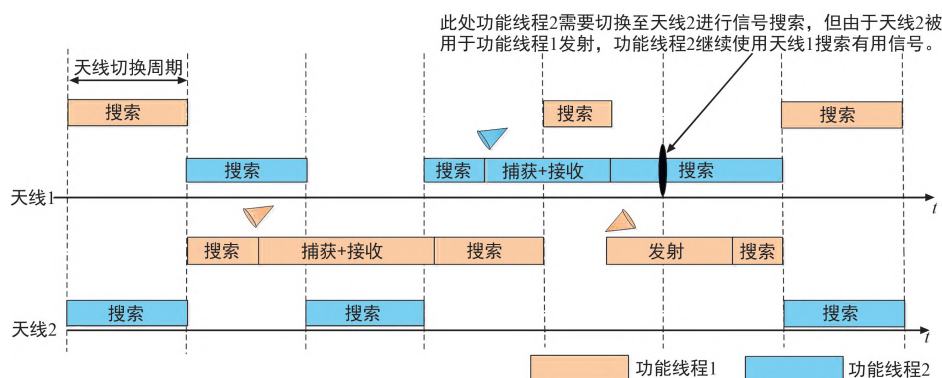 此处功能线程2需要切换至天线2进行信号搜索，但由于天线2被
用于功能线程1发射，功能线程2继续使用天线1搜索有用信号。
天线切换周期
搜索
搜索
搜索
搜索
搜索
捕获+接收
搜索
天线1
t
搜索
捕获+接收
搜索
发射
搜索
搜索
搜索
搜索
天线2
t
功能线程1
功能线程2